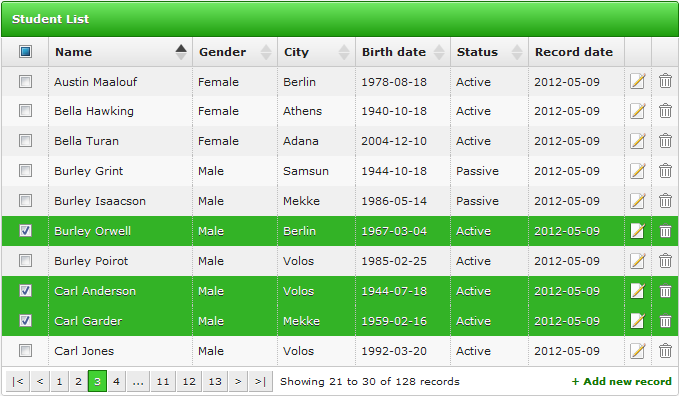 Student List
Name Gender City Birth date Status Record date
Austin Maalouf Female Berlin 1978-08-18 Active 2012-05-09
Bella Hawking Female Athens 1940-10-18 Active 2012-05-09
Bella Turan Female Adana 2004-12-10 Active 2012-05-09
Burley Grint Male Samsun 1944-10-18 Passive 2012-05-09
Burley Isaacson Male Mekke 1986-05-14 Passive 2012-05-09
Burley Orwell Male Berlin 1967-03-04 Active 2012-05-09
Burley Poirot Male Volos 1985-02-25 Active 2012-05-09
Carl Anderson Male Volos 1944-07-18 Active 2012-05-09
Carl Garder Male Mekke 1959-02-16 Active 2012-05-09
Carl Jones Male Volos 1992-03-20 Active 2012-05-09
|< < 1 2 3 4 ... 11 12 13 > >| Showing 21 to 30 of 128 records + Add new record